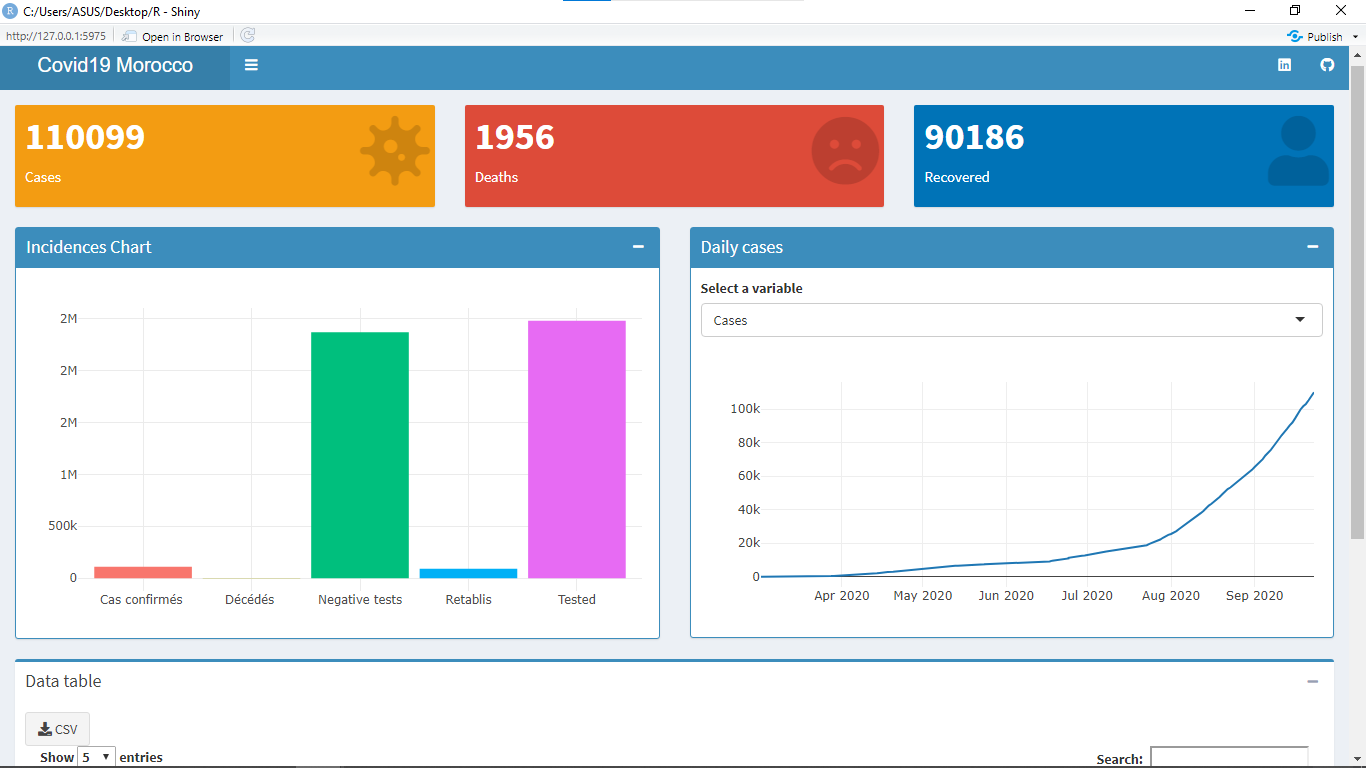 C:/Users/ASUS/Desktop/R - Shiny
http://127.0.0.1:5975 Open in Browser Publish
Covid19 Morocco
110099
Cases
1956
Deaths
90186
Recovered
Incidences Chart
2M
2M
2M
1M
500k
0
Cas confirmés Décédés Negative tests Retablis Tested
Daily cases
Select a variable
Cases
100k
80k
60k
40k
20k
0
Apr 2020 May 2020 Jun 2020 Jul 2020 Aug 2020 Sep 2020
Data table
CSV
Show 5 entries
Search: